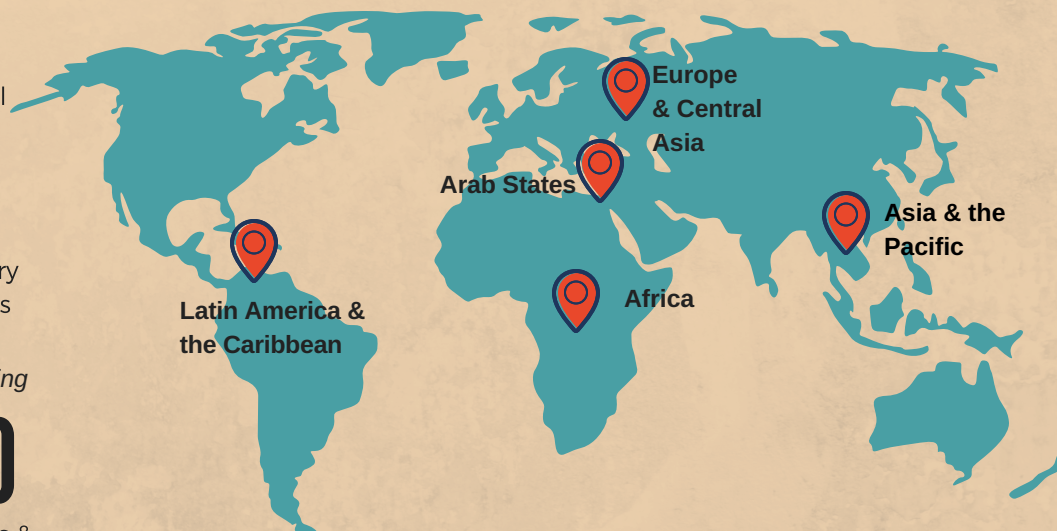 Europe
& Central
Asia
Arab States
Asia & the
Pacific
Africa
Latin America &
the Caribbean